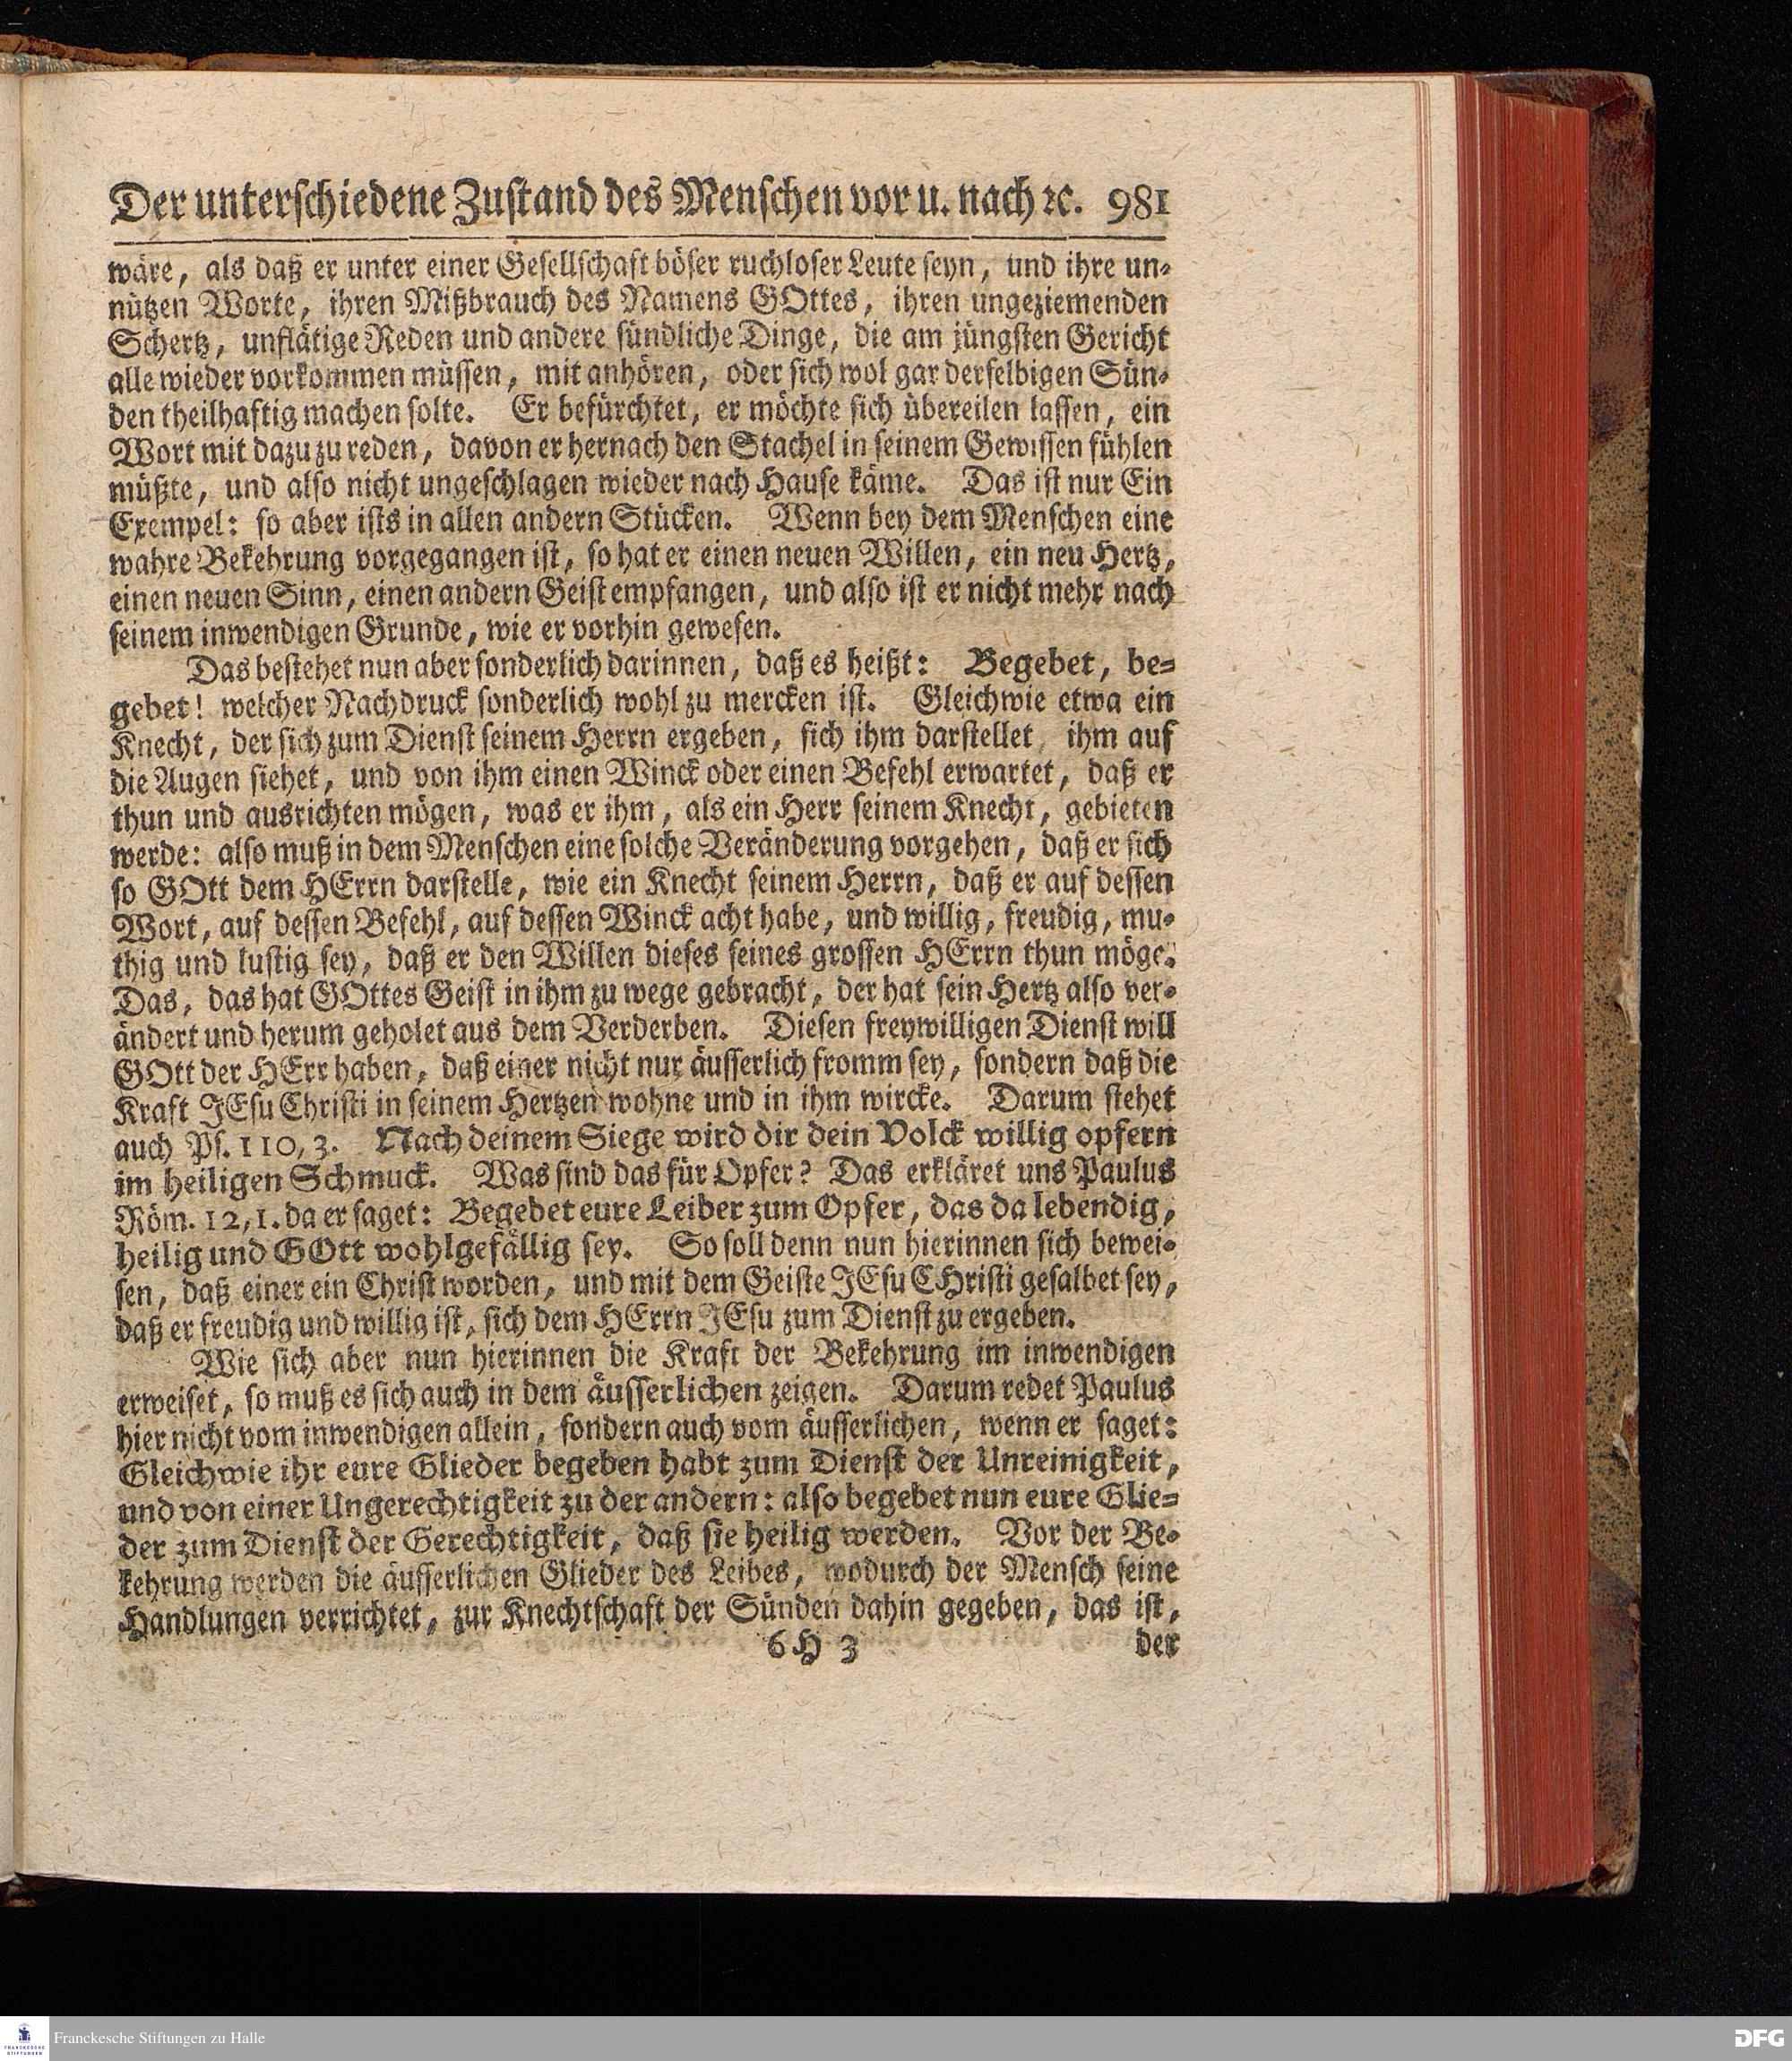 Der unterschiedene Zustand des Menschen vor u. nach ꝛc. 981
wäre, als daß er unter einer Gesellschaft böser ruchloser Leute seyn, und ihre un-
nützen Worte, ihren Mißbrauch des Namens GOttes, ihren ungeziemenden
Schertz, unflätige Reden und andere sündliche Dinge, die am jüngsten Gericht
alle wieder vorkommen müssen, mit anhören, oder sich wol gar derselbigen Sün-
den theilhaftig machen solte. Er befürchtet, er möchte sich übereilen lassen, ein
Wort mit dazu zu reden, davon er hernach den Stachel in seinem Gewissen fühlen
müßte, und also nicht ungeschlagen wieder nach Hause käme. Das ist nur Ein
Exempel: so aber ists in allen andern Stücken. Wenn bey dem Menschen eine
wahre Bekehrung vorgegangen ist, so hat er einen neuen Willen, ein neu Hertz,
einen neuen Sinn, einen andern Geist empfangen, und also ist er nicht mehr nach
seinem inwendigen Grunde, wie er vorhin gewesen.
Das bestehet nun aber sonderlich darinnen, daß es heißt: Begebet, be-
gebet! welcher Nachdruck sonderlich wohl zu mercken ist. Gleichwie etwa ein
Knecht, der sich zum Dienst seinem Herrn ergeben, sich ihm darstellet, ihm auf
die Augen siehet, und von ihm einen Winck oder einen Befehl erwartet, daß er
thun und ausrichten mögen, was er ihm, als ein Herr seinem Knecht, gebieten
werde: also muß in dem Menschen eine solche Veränderung vorgehen, daß er sich
so GOtt dem HErrn darstelle, wie ein Knecht seinem Herrn, daß er auf dessen
Wort, auf dessen Befehl, auf dessen Winck acht habe, und willig, freudig, mu-
thig und lustig sey, daß er den Willen dieses seines grossen HErrn thun möge.
Das, das hat GOttes Geist in ihm zu wege gebracht, der hat sein Hertz also ver-
ändert und herum geholet aus dem Verderben. Diesen freywilligen Dienst will
GOtt der HErr haben, daß einer nicht nur äusserlich fromm sey, sondern daß die
Kraft JEsu Christi in seinem Hertzen wohne und in ihm wircke. Darum stehet
auch Ps. 110, 3. Nach deinem Siege wird dir dein Volck willig opfern
im heiligen Schmuck. Was sind das für Opfer? Das erkläret uns Paulus
Röm. 12, 1. da er saget: Begebet eure Leiber zum Opfer, das da lebendig,
heilig und GOtt wohlgefällig sey. So soll denn nun hierinnen sich bewei-
sen, daß einer ein Christ worden, und mit dem Geiste JEsu CHristi gesalbet sey,
daß er freudig und willig ist, sich dem HErrn JEsu zum Dienst zu ergeben.
Wie sich aber nun hierinnen die Kraft der Bekehrung im inwendigen
erweiset, so muß es sich auch in dem äusserlichen zeigen. Darum redet Paulus
hier nicht vom inwendigen allein, sondern auch vom äusserlichen, wenn er saget:
Gleichwie ihr eure Glieder begeben habt zum Dienst der Unreinigkeit,
und von einer Ungerechtigkeit zu der andern: also begebet nun eure Glie-
der zum Dienst der Gerechtigkeit, daß sie heilig werden. Vor der Be-
kehrung werden die äusserlichen Glieder des Leibes, wodurch der Mensch seine
Handlungen verrichtet, zur Knechtschaft der Sünden dahin gegeben, das ist,
6 H 3 der
FRANCKESCHE STIFTUNGEN
Franckesche Stiftungen zu Halle
DFG